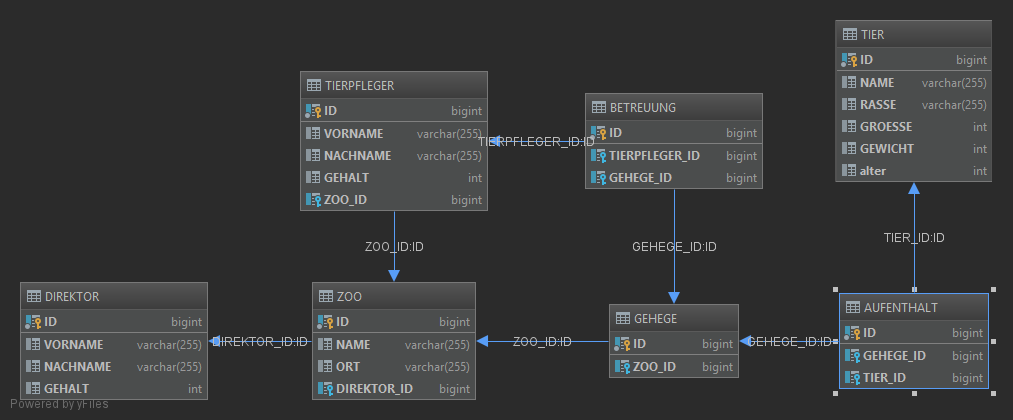 TIER
ID bigint
NAME varchar(255)
RASSE varchar(255)
GROESSE int
GEWICHT int
alter int
TIERPFLEGER
ID bigint
VORNAME varchar(255)
NACHNAME varchar(255)
GEHALT int
ZOO_ID bigint
BETREUUNG
ID bigint
TIERPFLEGER_ID bigint
GEHEGE_ID bigint
TIERPFLEGER_ID:ID
ZOO_ID:ID
GEHEGE_ID:ID
TIER_ID:ID
DIREKTOR
ID bigint
VORNAME varchar(255)
NACHNAME varchar(255)
GEHALT int
DIREKTOR_ID:ID
ZOO
ID bigint
NAME varchar(255)
ORT varchar(255)
DIREKTOR_ID bigint
ZOO_ID:ID
GEHEGE
ID bigint
ZOO_ID bigint
GEHEGE_ID:ID
AUFENTHALT
ID bigint
GEHEGE_ID bigint
TIER_ID bigint
Powered by yFiles